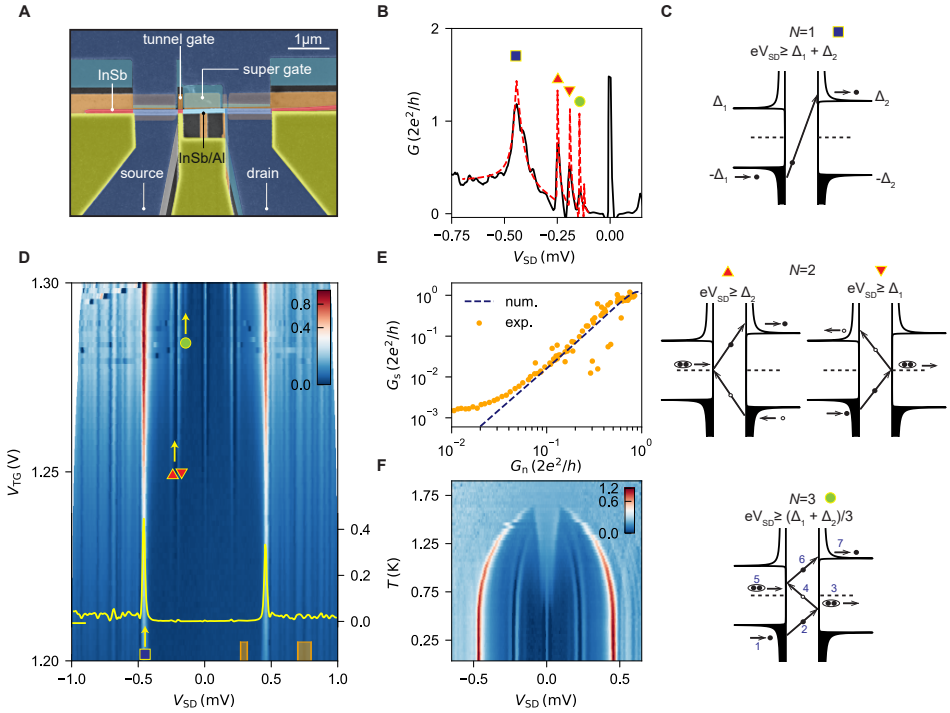 A
tunnel gate
1μm
InSb
super gate
InSb/Al
source
drain
B
G (2e²/h)
2
1
0
-0.75
-0.50
-0.25
0.00
V_SD (mV)
C
N=1
eV_SD ≥ Δ₁ + Δ₂
Δ₁
Δ₂
-Δ₁
-Δ₂
N=2
eV_SD ≥ Δ₂
eV_SD ≥ Δ₁
N=3
eV_SD ≥ (Δ₁ + Δ₂)/3
7
6
5
4
3
2
1
D
V_TG (V)
1.30
1.25
1.20
0.8
0.4
0.0
0.4
0.2
0.0
-1.0
-0.5
0.0
0.5
1.0
V_SD (mV)
E
G_s (2e²/h)
10⁰
10⁻¹
10⁻²
10⁻³
num.
exp.
10⁻²
10⁻¹
10⁰
G_n (2e²/h)
F
T (K)
1.75
1.25
0.75
0.25
1.2
0.6
0.0
-0.5
0.0
0.5
V_SD (mV)